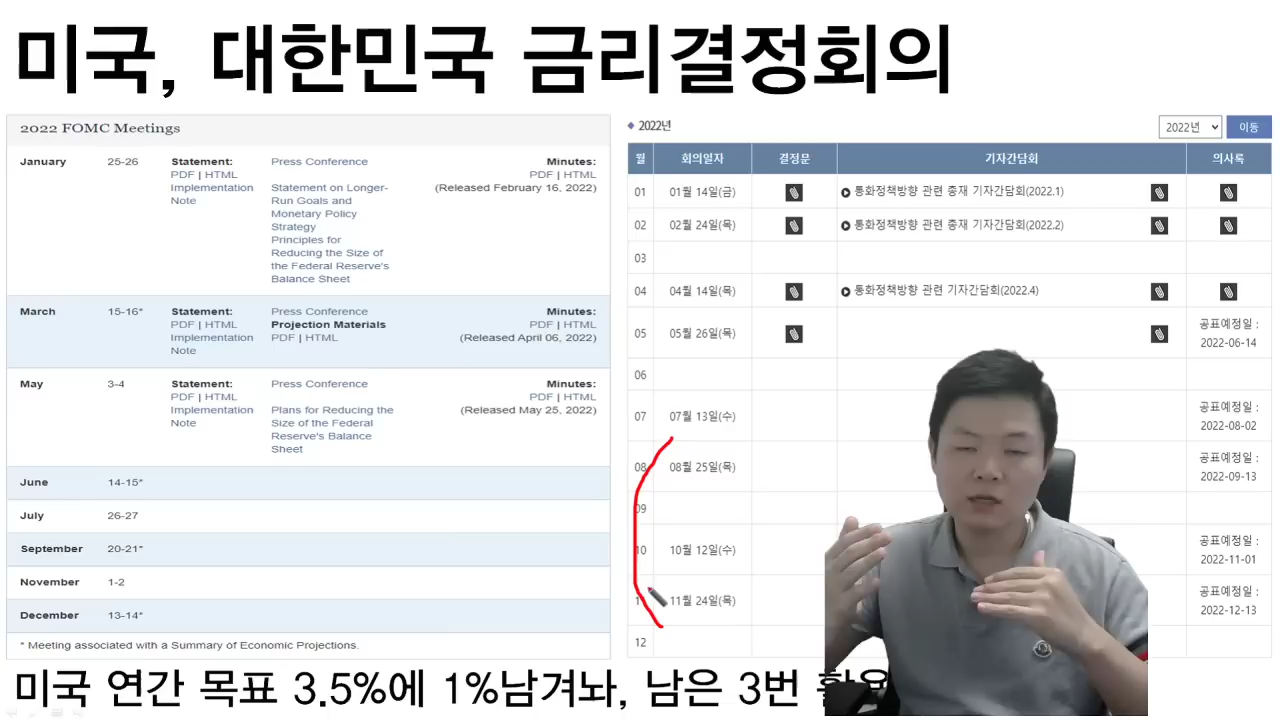 미국, 대한민국 금리결정회의
2022 FOMC Meetings
January 25-26 Statement: Press Conference Minutes:
PDF | HTML PDF | HTML
Implementation Statement on Longer- (Released February 16, 2022)
Note Run Goals and
Monetary Policy
Strategy
Principles for
Reducing the Size of
the Federal Reserve's
Balance Sheet
March 15-16* Statement: Press Conference Minutes:
PDF | HTML Projection Materials PDF | HTML
Implementation PDF | HTML (Released April 06, 2022)
Note
May 3-4 Statement: Press Conference Minutes:
PDF | HTML PDF | HTML
Implementation Plans for Reducing the (Released May 25, 2022)
Note Size of the Federal
Reserve's Balance
Sheet
June 14-15*
July 26-27
September 20-21*
November 1-2
December 13-14*
* Meeting associated with a Summary of Economic Projections.
2022년 2022년 이동
월 회의일자 결정문 기자간담회 의사록
01 01월 14일(금) 통화정책방향 관련 총재 기자간담회(2022.1)
02 02월 24일(목) 통화정책방향 관련 총재 기자간담회(2022.2)
03
04 04월 14일(목) 통화정책방향 관련 기자간담회(2022.4)
05 05월 26일(목) 공표예정일 :
2022-06-14
06
07 07월 13일(수) 공표예정일 :
2022-08-02
08 08월 25일(목) 공표예정일 :
2022-09-13
09
10 10월 12일(수) 공표예정일 :
2022-11-01
11월 24일(목) 공표예정일 :
2022-12-13
12
미국 연간 목표 3.5%에 1%남겨놔, 남은 3번